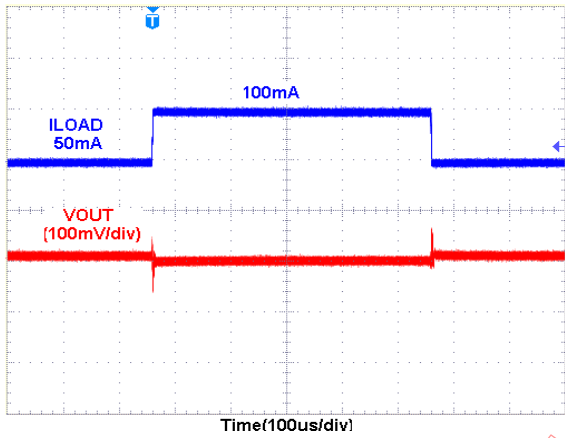 T
100mA
ILOAD
50mA
VOUT
(100mV/div)
Time(100us/div)